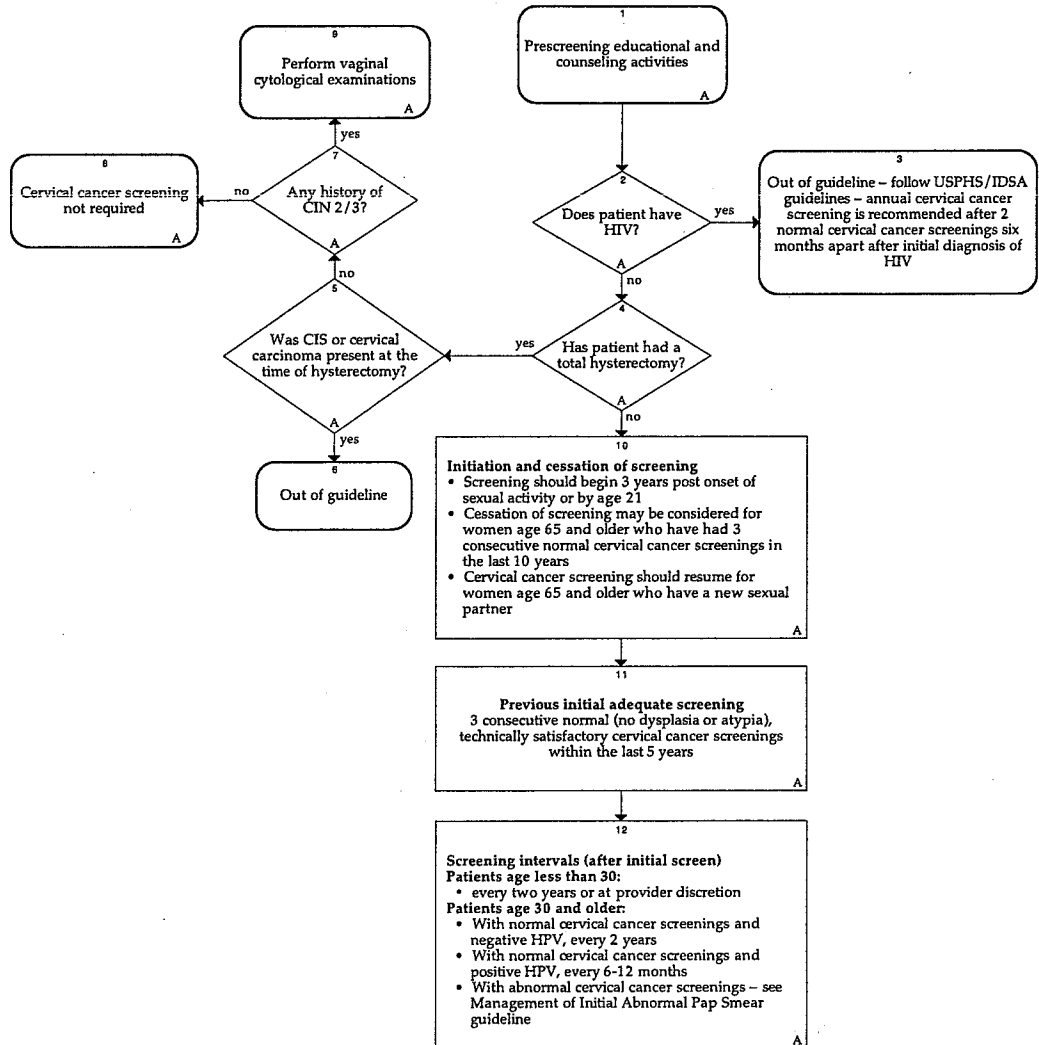 1
Prescreening educational and
counseling activities
A
2
Does patient have
HIV?
A
yes
no
3
Out of guideline – follow USPHS/IDSA
guidelines – annual cervical cancer
screening is recommended after 2
normal cervical cancer screenings six
months apart after initial diagnosis of
HIV
4
Has patient had a
total hysterectomy?
A
yes
no
5
Was CIS or cervical
carcinoma present at the
time of hysterectomy?
A
no
yes
6
Out of guideline
7
Any history of
CIN 2/3?
A
no
yes
8
Cervical cancer screening
not required
A
9
Perform vaginal
cytological examinations
A
10
Initiation and cessation of screening
• Screening should begin 3 years post onset of
sexual activity or by age 21
• Cessation of screening may be considered for
women age 65 and older who have had 3
consecutive normal cervical cancer screenings in
the last 10 years
• Cervical cancer screening should resume for
women age 65 and older who have a new sexual
partner
A
11
Previous initial adequate screening
3 consecutive normal (no dysplasia or atypia),
technically satisfactory cervical cancer screenings
within the last 5 years
A
12
Screening intervals (after initial screen)
Patients age less than 30:
• every two years or at provider discretion
Patients age 30 and older:
• With normal cervical cancer screenings and
negative HPV, every 2 years
• With normal cervical cancer screenings and
positive HPV, every 6-12 months
• With abnormal cervical cancer screenings – see
Management of Initial Abnormal Pap Smear
guideline
A